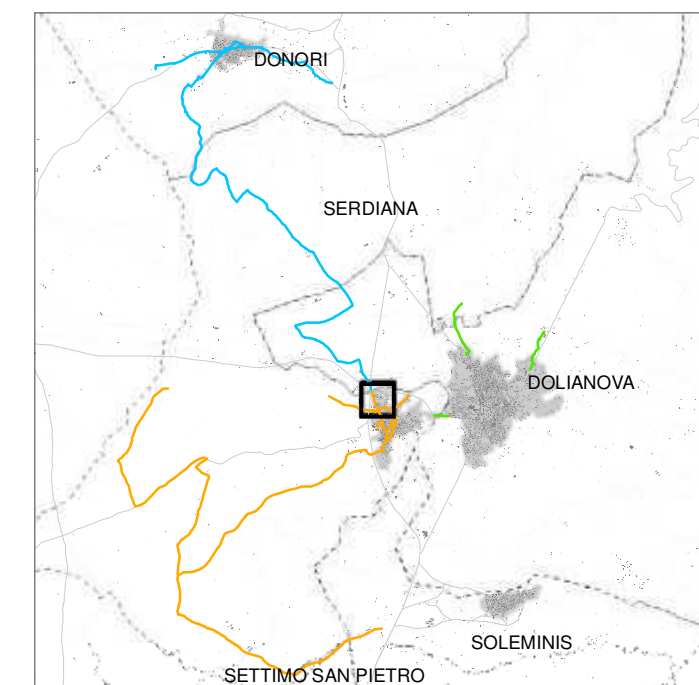 DONORI
SERDIANA
DOLIANOVA
SOLEMINIS
SETTIMO SAN PIETRO